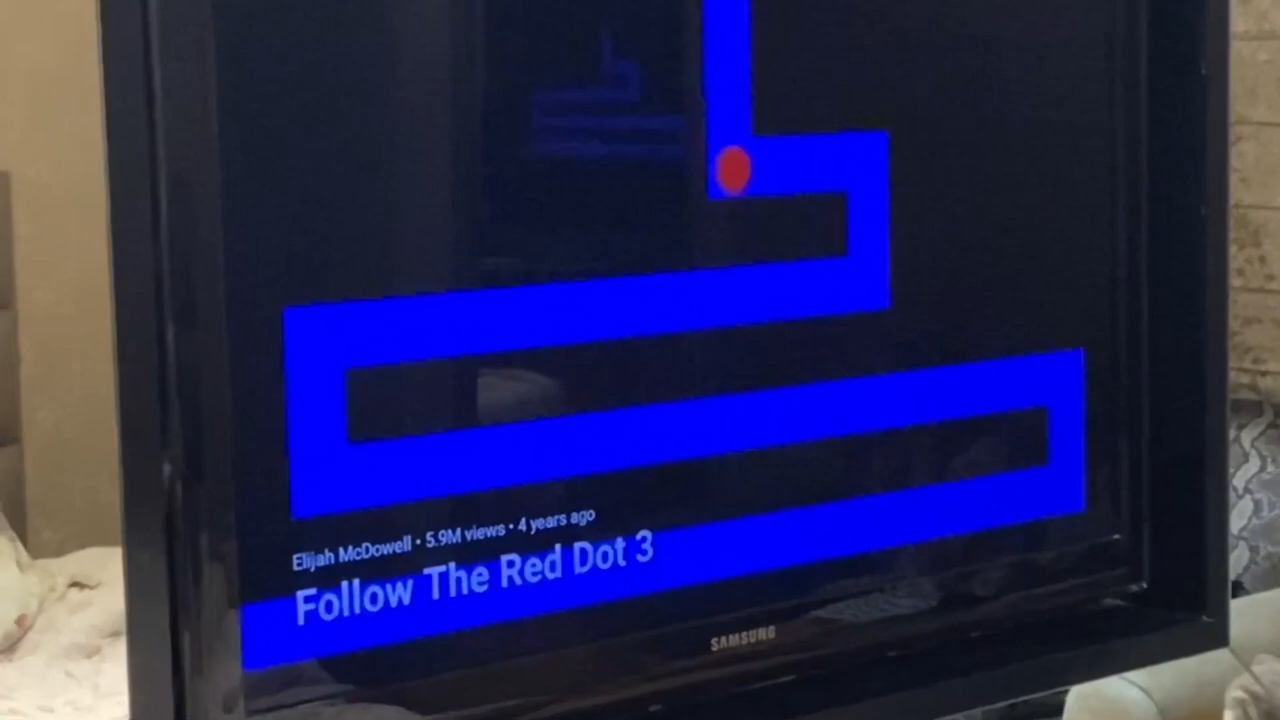 Elijah McDowell • 5.9M views • 4 years ago
Follow The Red Dot 3
SAMSUNG